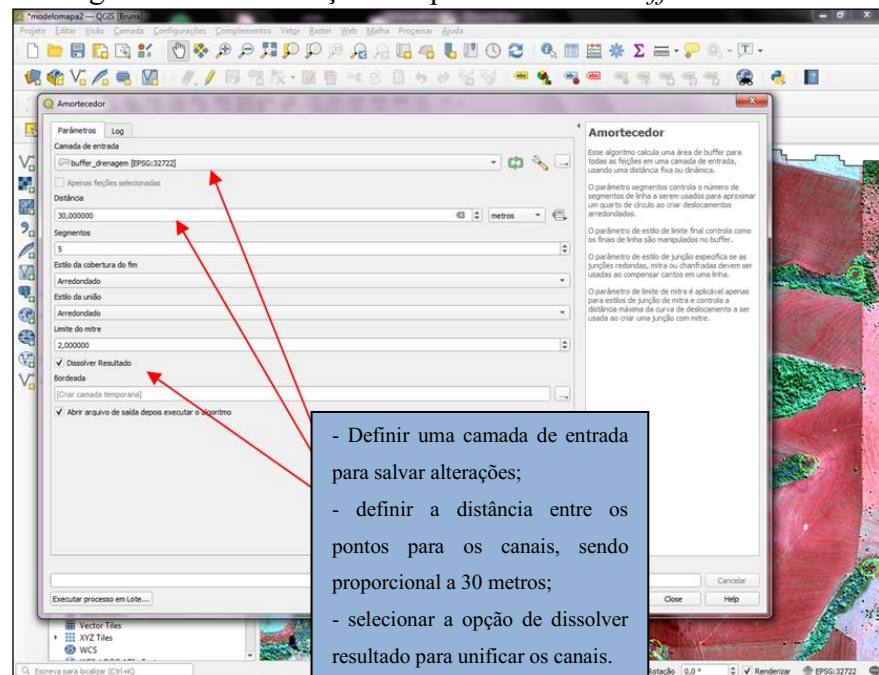 *modelomapa2 — QGIS [Bruna]
Projeto Editar Visão Camada Configurações Complementos Vetor Raster Web Malha Processar Ajuda
Amortecedor
Parâmetros Log
Camada de entrada
buffer_drenagem [EPSG:32722]
Apenas feições selecionadas
Distância
30,000000 metros
Segmentos
5
Estilo da cobertura do fim
Arredondado
Estilo da união
Arredondado
Limite do mitre
2,000000
Dissolver Resultado
Bordeada
[Criar camada temporaria]
Abrir arquivo de saída depois executar o algoritmo
Amortecedor
Esse algoritmo calcula uma área de buffer para
todas as feições em uma camada de entrada,
usando uma distância fixa ou dinâmica.
O parâmetro segmentos controla o número de
segmentos de linha a serem usados para aproximar
um quarto de círculo ao criar deslocamentos
arredondados.
O parâmetro de estilo de limite final controla como
os finais de linha são manipulados no buffer.
O parâmetro de estilo de junção especifica se as
junções redondas, mitra ou chanfradas devem ser
usadas ao compensar cantos em uma linha.
O parâmetro de limite de mitra é aplicável apenas
para estilos de junção de mitra e controla a
distância máxima da curva de deslocamento a ser
usada ao criar uma junção com mitre.
- Definir uma camada de entrada
para salvar alterações;
- definir a distância entre os
pontos para os canais, sendo
proporcional a 30 metros;
- selecionar a opção de dissolver
resultado para unificar os canais.
Cancelar
Executar processo em Lote...
Close Help
Vector Tiles
XYZ Tiles
WCS
Escreva para localizar (Ctrl+K)
Rotação 0,0 ° Renderizar EPSG:32722